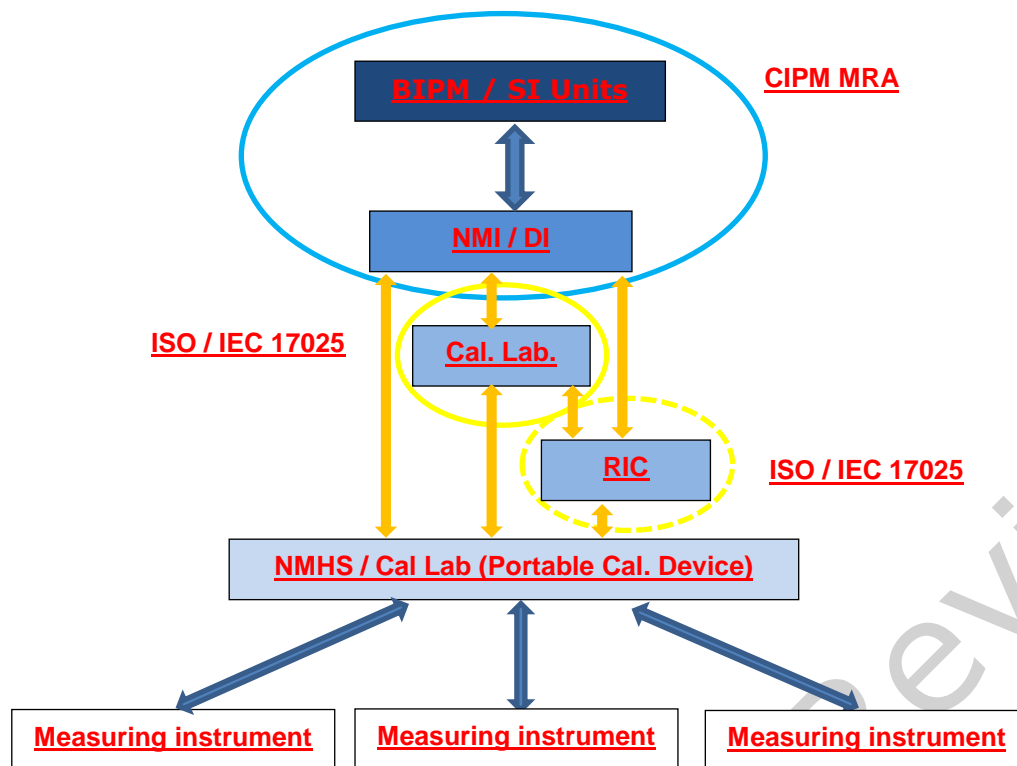 BIPM / SI Units
CIPM MRA
NMI / DI
ISO / IEC 17025
Cal. Lab.
RIC
ISO / IEC 17025
NMHS / Cal Lab (Portable Cal. Device)
Measuring instrument
Measuring instrument
Measuring instrument